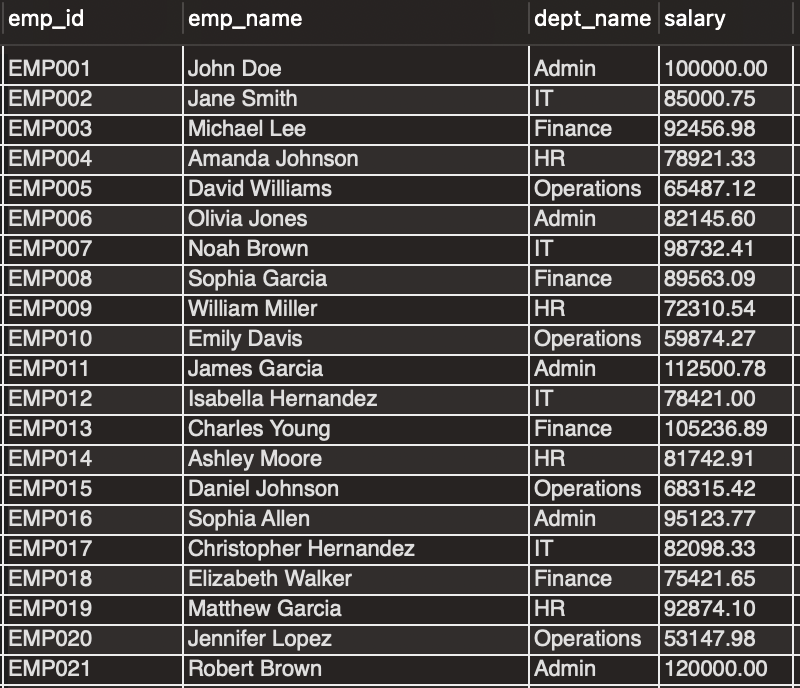 emp_id emp_name dept_name salary
EMP001 John Doe Admin 100000.00
EMP002 Jane Smith IT 85000.75
EMP003 Michael Lee Finance 92456.98
EMP004 Amanda Johnson HR 78921.33
EMP005 David Williams Operations 65487.12
EMP006 Olivia Jones Admin 82145.60
EMP007 Noah Brown IT 98732.41
EMP008 Sophia Garcia Finance 89563.09
EMP009 William Miller HR 72310.54
EMP010 Emily Davis Operations 59874.27
EMP011 James Garcia Admin 112500.78
EMP012 Isabella Hernandez IT 78421.00
EMP013 Charles Young Finance 105236.89
EMP014 Ashley Moore HR 81742.91
EMP015 Daniel Johnson Operations 68315.42
EMP016 Sophia Allen Admin 95123.77
EMP017 Christopher Hernandez IT 82098.33
EMP018 Elizabeth Walker Finance 75421.65
EMP019 Matthew Garcia HR 92874.10
EMP020 Jennifer Lopez Operations 53147.98
EMP021 Robert Brown Admin 120000.00